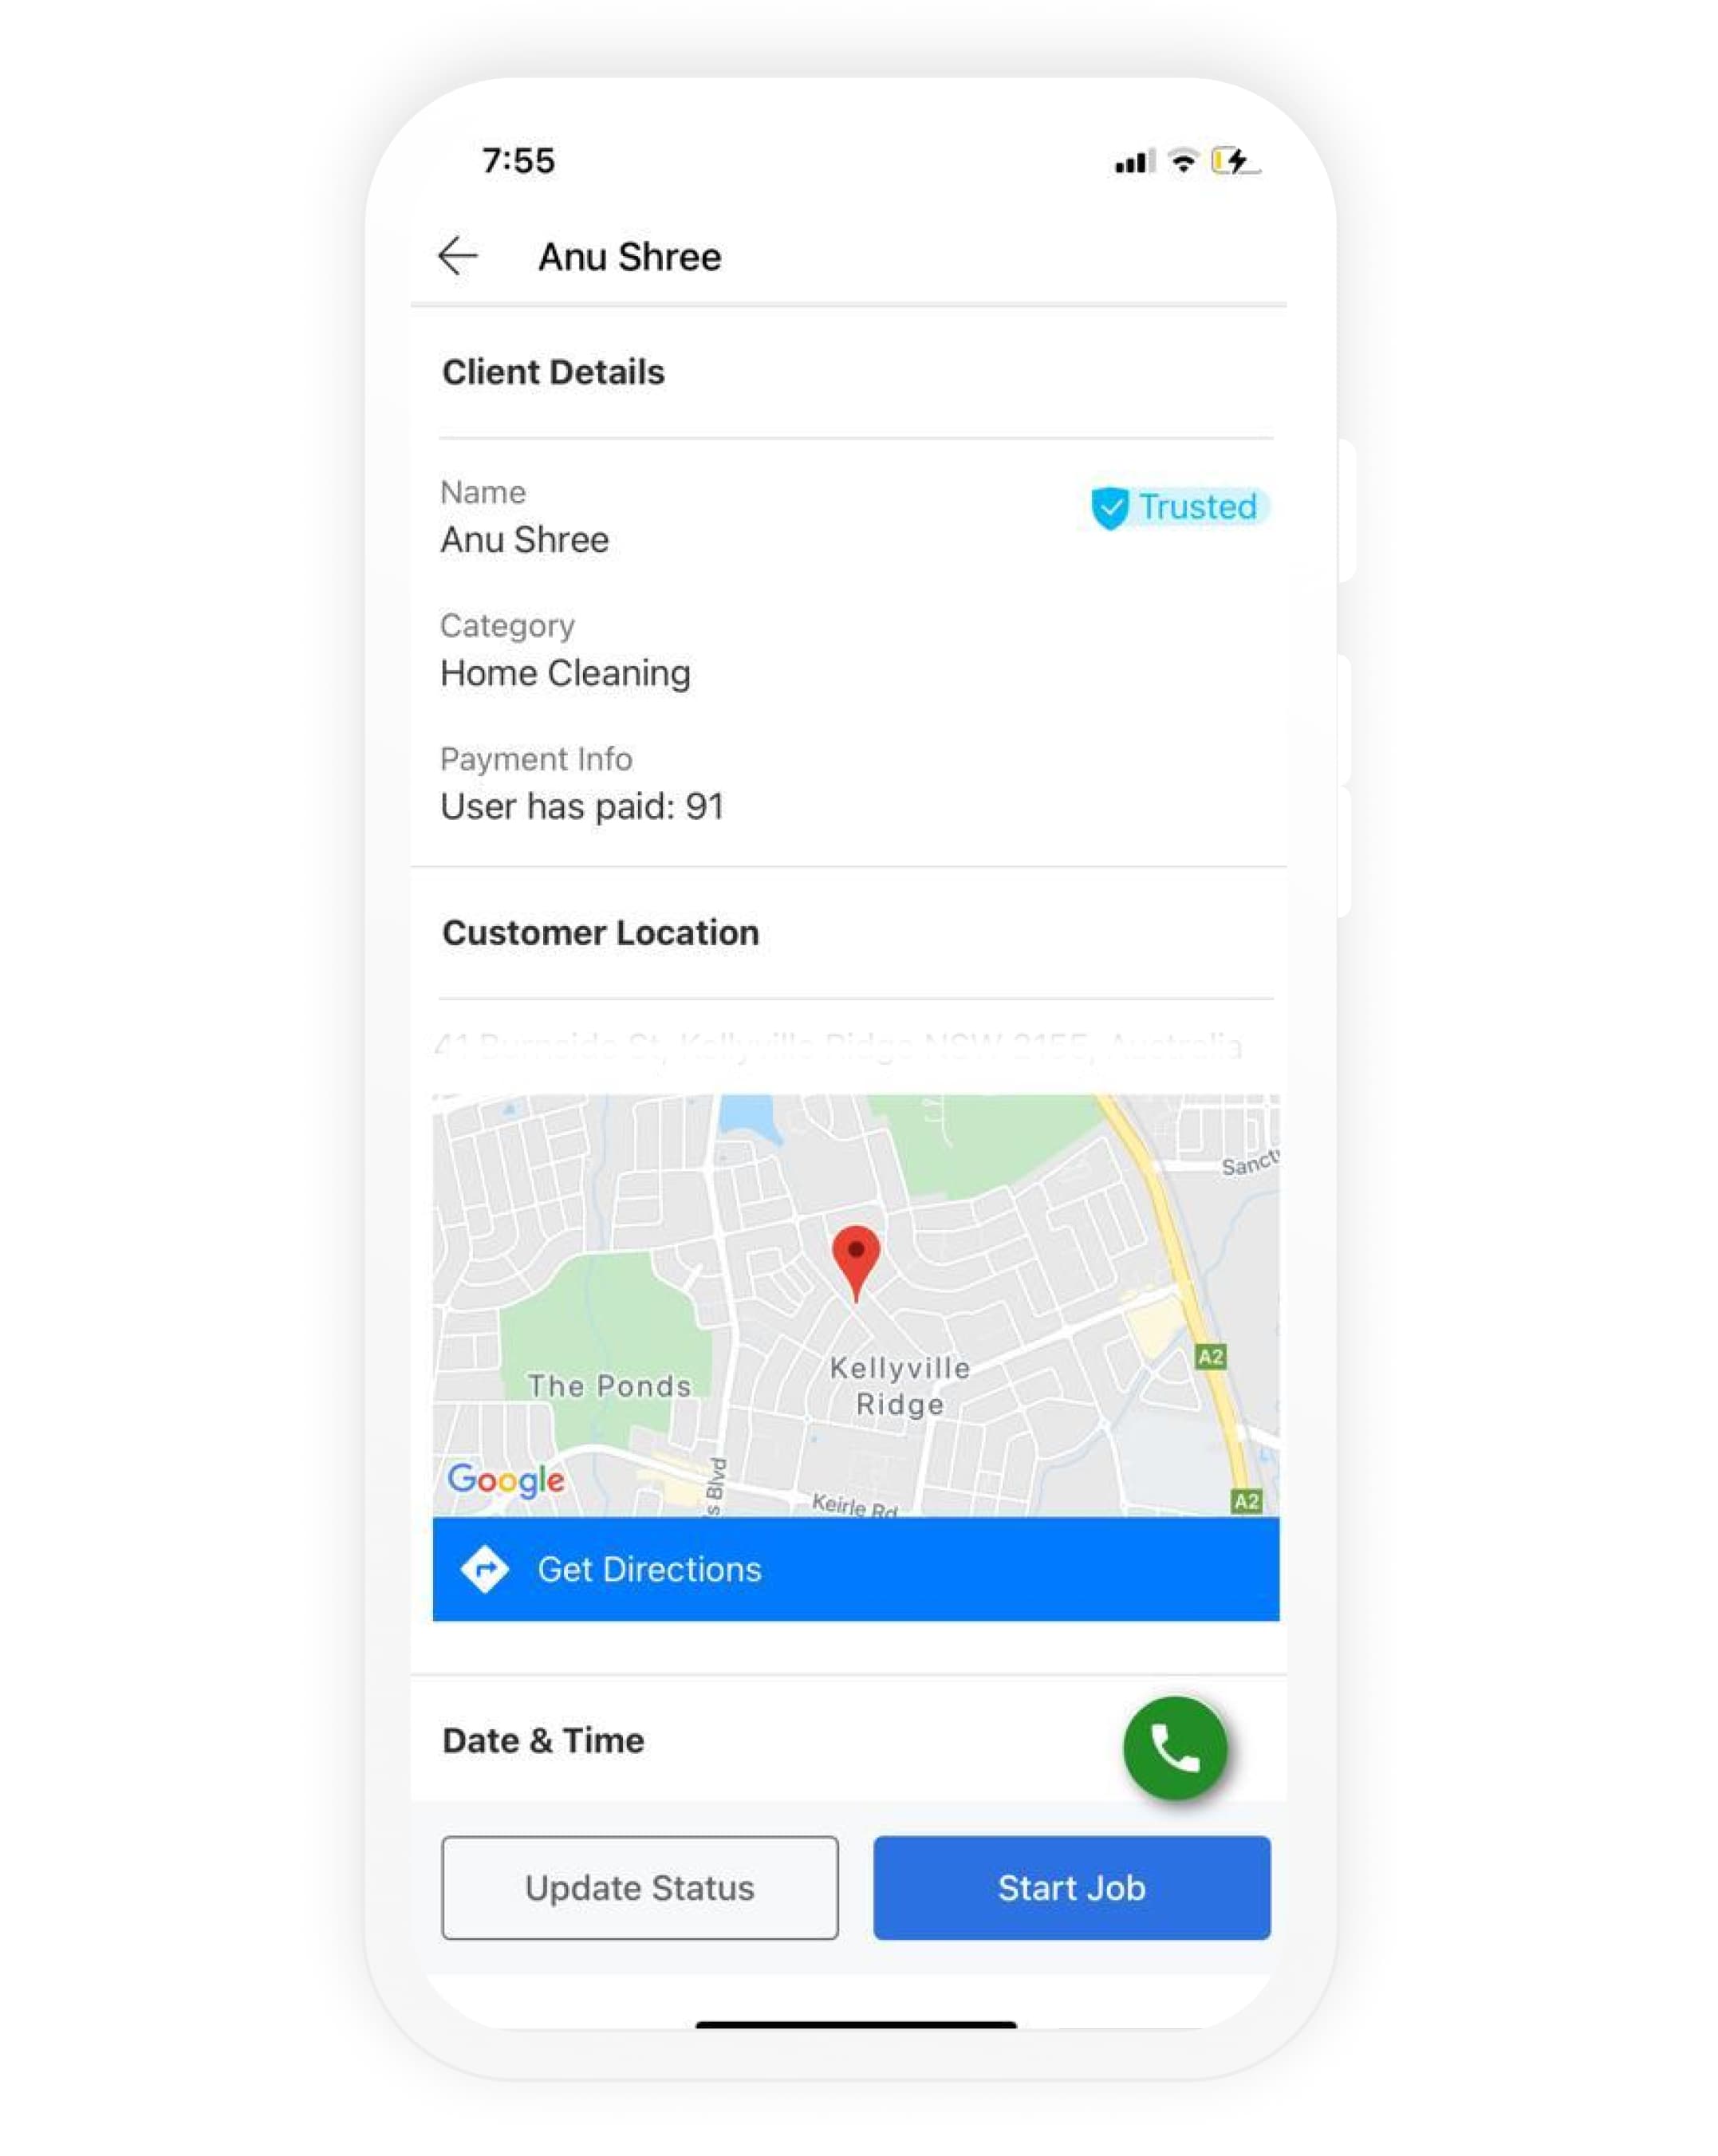 7:55
Anu Shree
Client Details
Name
Trusted
Anu Shree
Category
Home Cleaning
Payment Info
User has paid: 91
Customer Location
St, Kellyville Ridge NSW 2155, Australia
Sanct
The Ponds
Kellyville
Ridge
A2
Google
s Blvd
Keirle Rd
A2
Get Directions
Date & Time
Update Status
Start Job